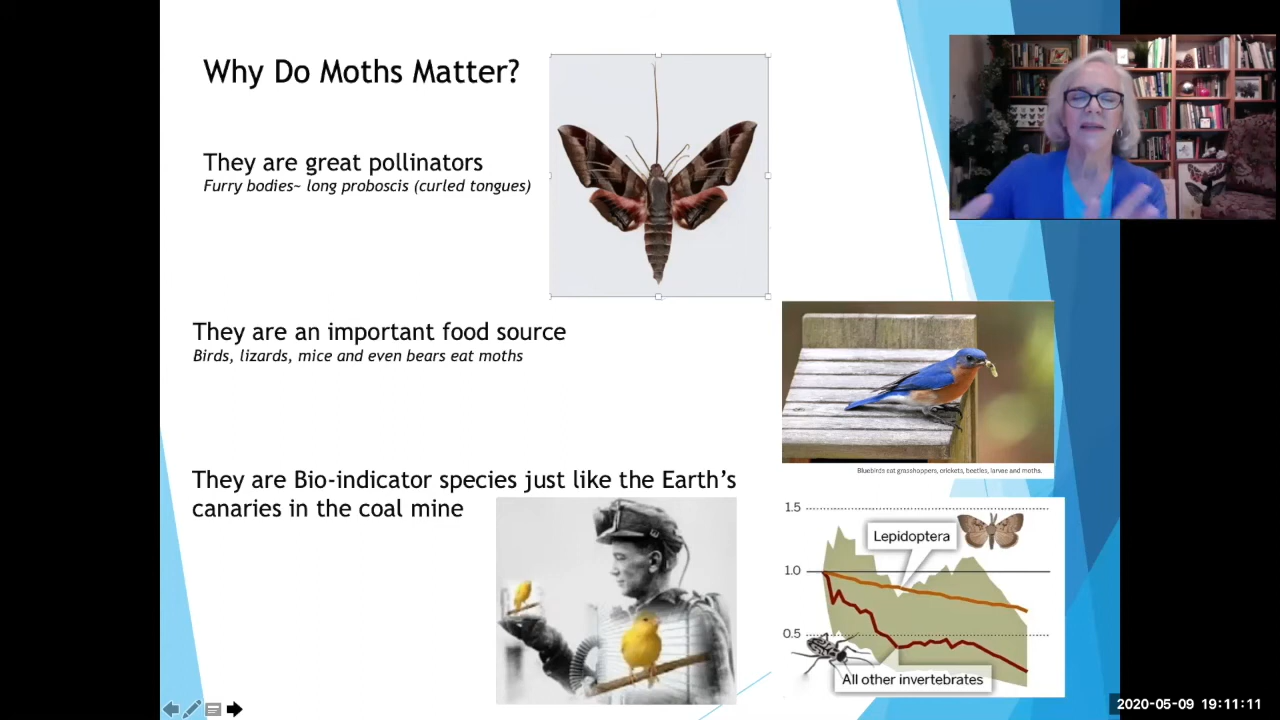 Why Do Moths Matter?
They are great pollinators
Furry bodies~ long proboscis (curled tongues)
They are an important food source
Birds, lizards, mice and even bears eat moths
Bluebirds eat grasshoppers, crickets, beetles, larvae and moths.
They are Bio-indicator species just like the Earth's
canaries in the coal mine
1.5
Lepidoptera
1.0
0.5
All other invertebrates
2020-05-09 19:11:11